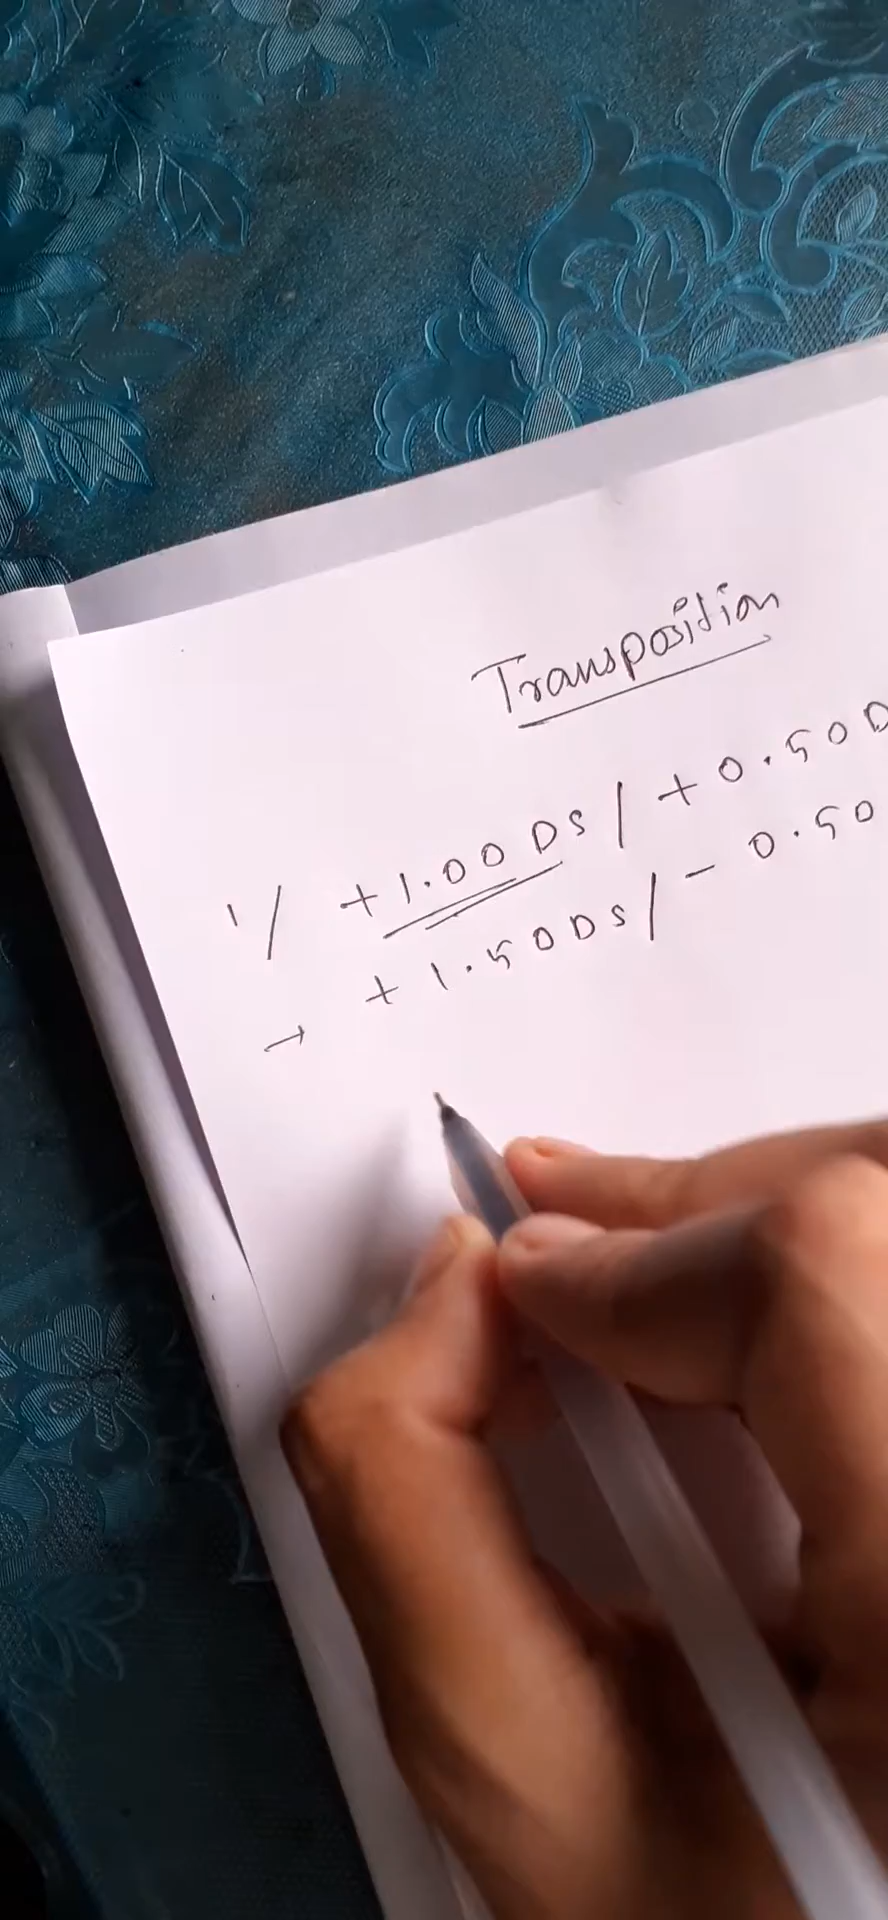 Transposition
1/ +1.00 DS / + 0.50 D
→ + 1.50 DS / - 0.50